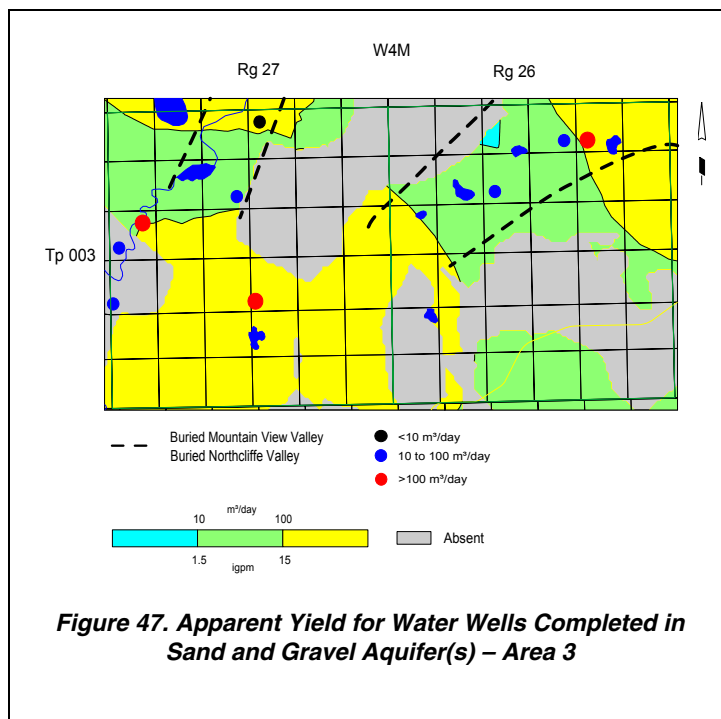 W4M
Rg 27
Rg 26
Tp 003
Buried Mountain View Valley
Buried Northcliffe Valley
<10 m³/day
10 to 100 m³/day
>100 m³/day
m³/day
10
100
1.5
15
igpm
Absent
Figure 47. Apparent Yield for Water Wells Completed in
Sand and Gravel Aquifer(s) – Area 3